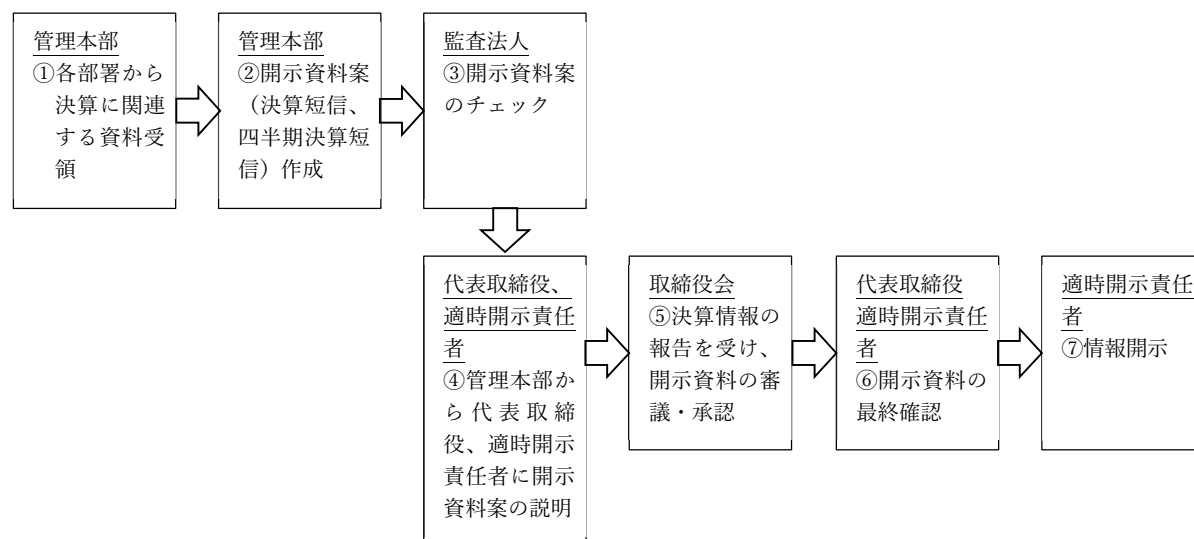 管理本部
①各部署から
決算に関連
する資料受
領
管理本部
②開示資料案
（決算短信、
四半期決算短
信）作成
監査法人
③開示資料案
のチェック
代表取締役、
適時開示責任
者
④管理本部か
ら代表取締
役、適時開示
責任者に開示
資料案の説明
取締役会
⑤決算情報の
報告を受け、
開示資料の審
議・承認
代表取締役
適時開示責任
者
⑥開示資料の
最終確認
適時開示責任
者
⑦情報開示